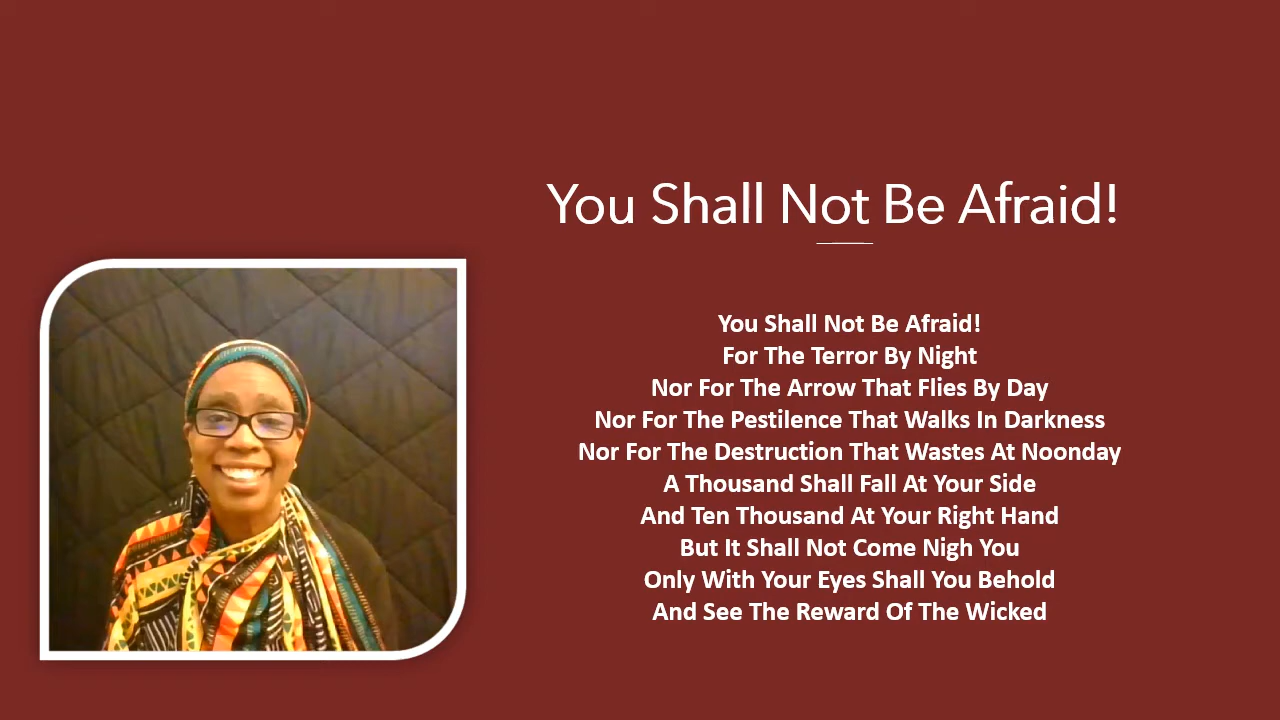 You Shall Not Be Afraid!
You Shall Not Be Afraid!
For The Terror By Night
Nor For The Arrow That Flies By Day
Nor For The Pestilence That Walks In Darkness
Nor For The Destruction That Wastes At Noonday
A Thousand Shall Fall At Your Side
And Ten Thousand At Your Right Hand
But It Shall Not Come Nigh You
Only With Your Eyes Shall You Behold
And See The Reward Of The Wicked